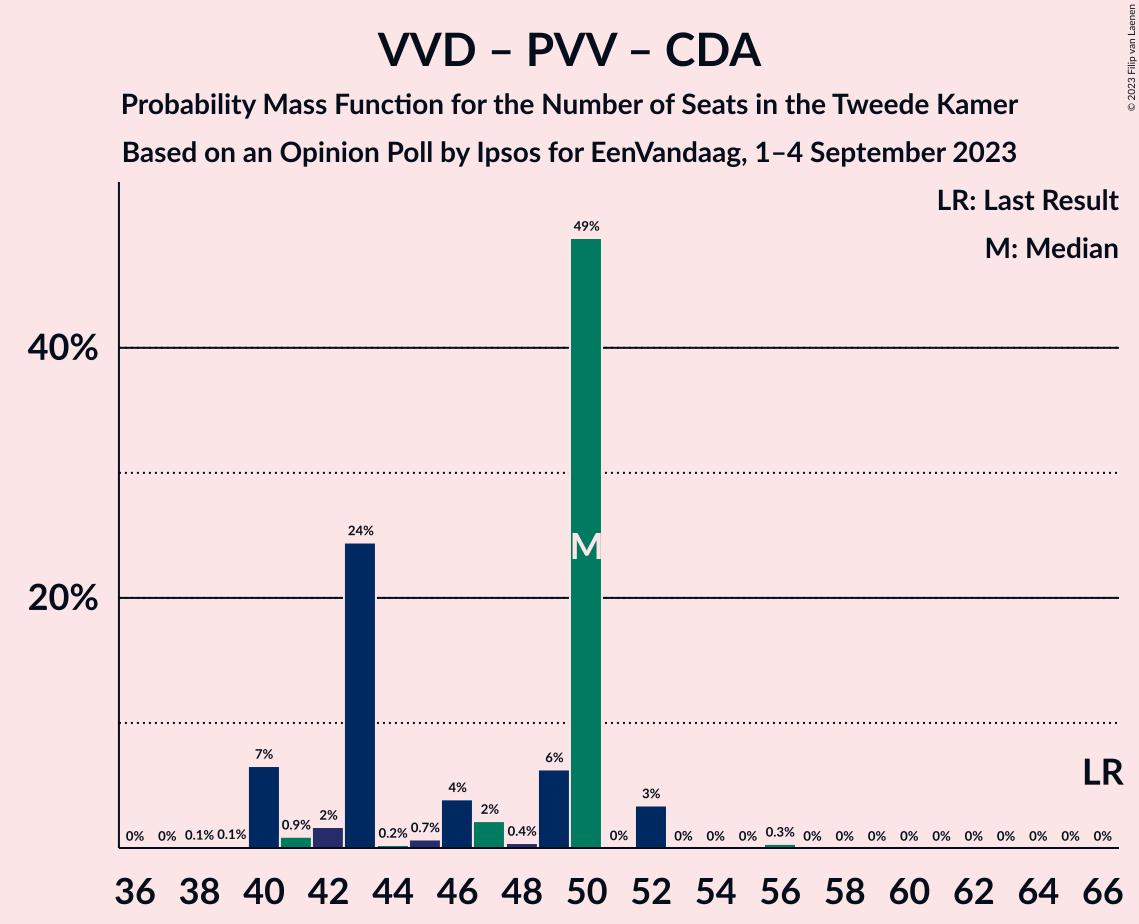 VVD – PVV – CDA
Probability Mass Function for the Number of Seats in the Tweede Kamer
Based on an Opinion Poll by Ipsos for EenVandaag, 1–4 September 2023
© 2023 Filip van Laenen
LR: Last Result
M: Median
49%
40%
24%
M
20%
7%
6%
LR
4%
3%
0% 0% 0.1% 0.1% 0.9% 2% 0.2% 0.7% 2% 0.4% 0% 0% 0% 0% 0.3% 0% 0% 0% 0% 0% 0% 0% 0% 0% 0%
36 38 40 42 44 46 48 50 52 54 56 58 60 62 64 66